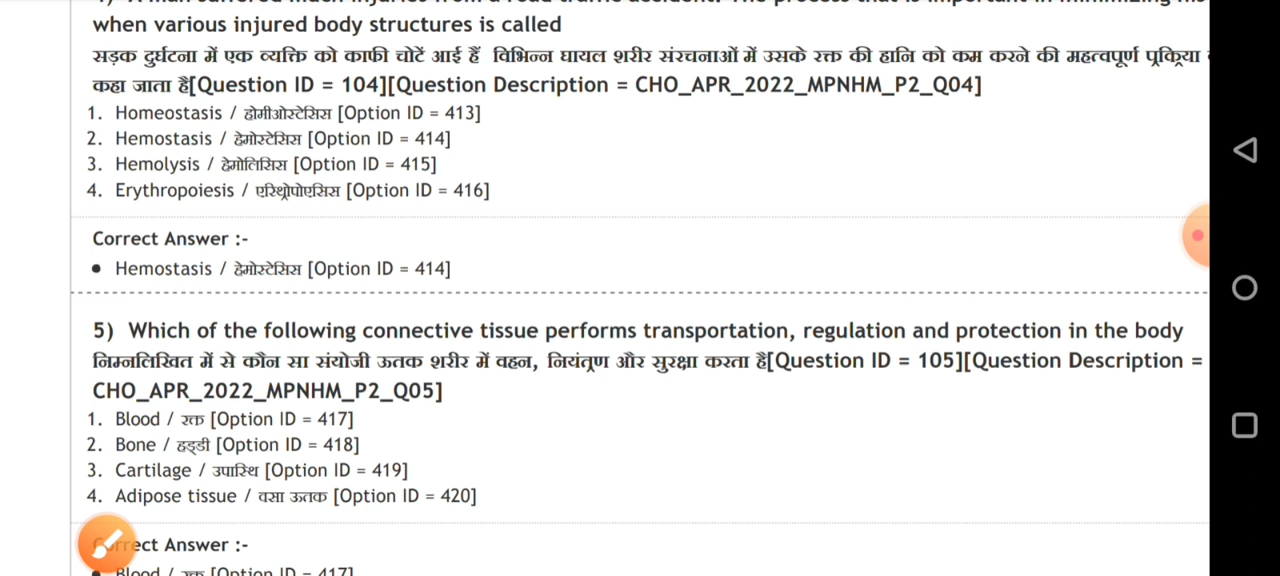 when various injured body structures is called
सड़क दुर्घटना में एक व्यक्ति को काफी चोटें आई हैं विभिन्न घायल शरीर संरचनाओं में उसके रक्त की हानि को कम करने की महत्वपूर्ण प्रक्रिया
कहा जाता है[Question ID = 104][Question Description = CHO_APR_2022_MPNHM_P2_Q04]
1. Homeostasis / होमीओस्टेसिस [Option ID = 413]
2. Hemostasis / हेमोस्टेसिस [Option ID = 414]
3. Hemolysis / हेमोलिसिस [Option ID = 415]
4. Erythropoiesis / एरिथ्रोपोएसिस [Option ID = 416]
Correct Answer :-
• Hemostasis / हेमोस्टेसिस [Option ID = 414]
5) Which of the following connective tissue performs transportation, regulation and protection in the body
निम्नलिखित में से कौन सा संयोजी ऊतक शरीर में वहन, नियंत्रण और सुरक्षा करता है[Question ID = 105][Question Description =
CHO_APR_2022_MPNHM_P2_Q05]
1. Blood / रक्त [Option ID = 417]
2. Bone / हड्डी [Option ID = 418]
3. Cartilage / उपास्थि [Option ID = 419]
4. Adipose tissue / वसा ऊतक [Option ID = 420]
Correct Answer :-
• Blood / रक्त [Option ID = 417]